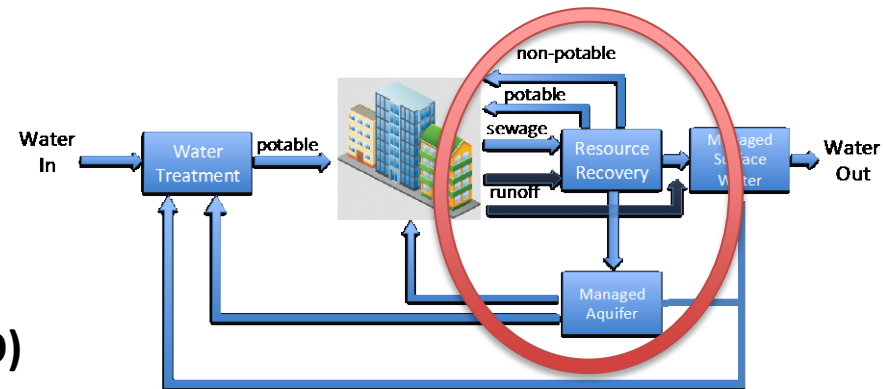 non-potable
potable
sewage
runoff
Water
In
Water
Treatment
potable
Resource
Recovery
Managed
Surface
Water
Water
Out
Managed
Aquifer
)